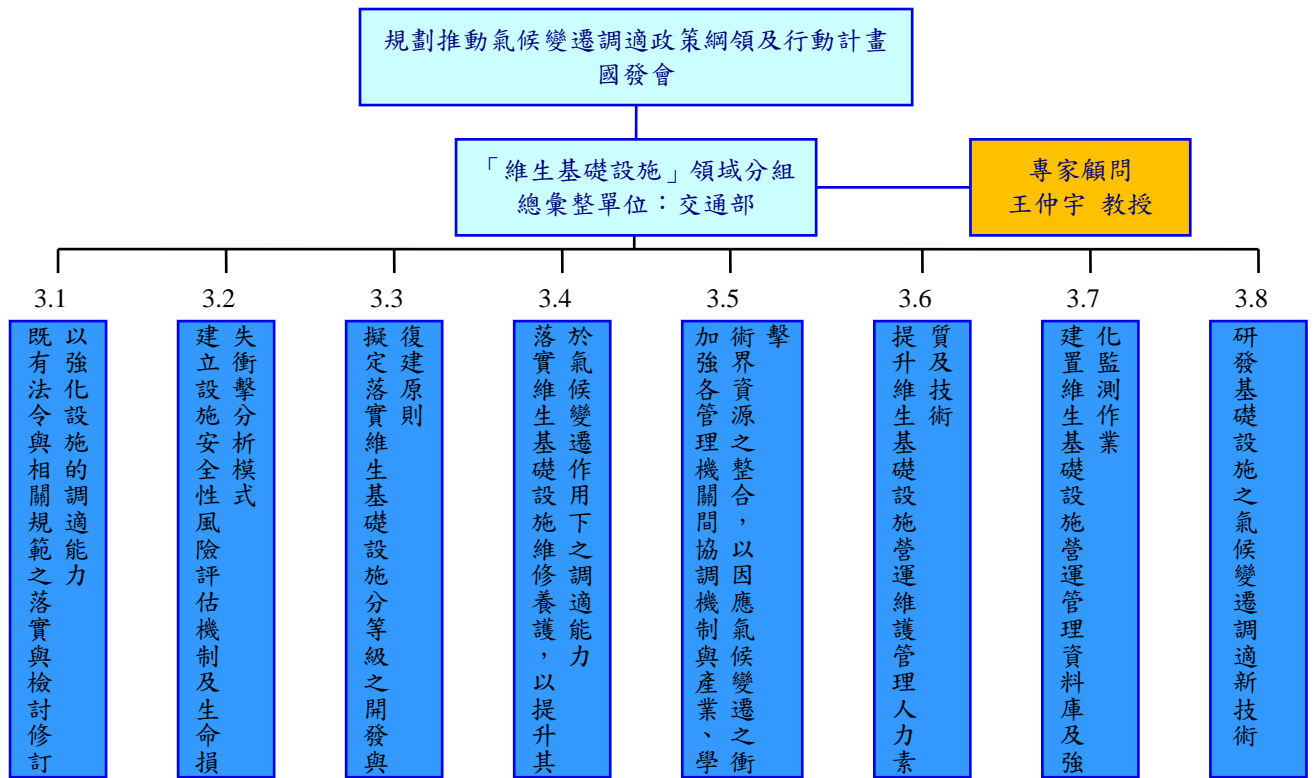 規劃推動氣候變遷調適政策綱領及行動計畫
國發會
「維生基礎設施」領域分組
總彙整單位：交通部
專家顧問
王仲宇 教授
3.1
既有法令與相關規範之落實與檢討修訂
以強化設施的調適能力
3.2
建立設施安全性風險評估機制及生命損
失衝擊分析模式
3.3
擬定落實維生基礎設施分等級之開發與
復建原則
3.4
落實維生基礎設施維修養護，以提升其
於氣候變遷作用下之調適能力
3.5
加強各管理機關間協調機制與產業、學
術界資源之整合，以因應氣候變遷之衝
擊
3.6
提升維生基礎設施營運維護管理人力素
質及技術
3.7
建置維生基礎設施營運管理資料庫及強
化監測作業
3.8
研發基礎設施之氣候變遷調適新技術